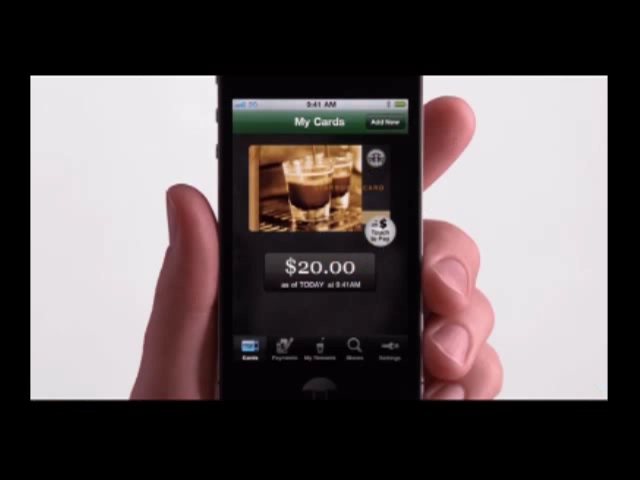 3G 9:41 AM
My Cards Add New
CARD
$
Touch
to Pay
$20.00
as of TODAY at 9:41AM
Cards Payments My Rewards Stores Settings